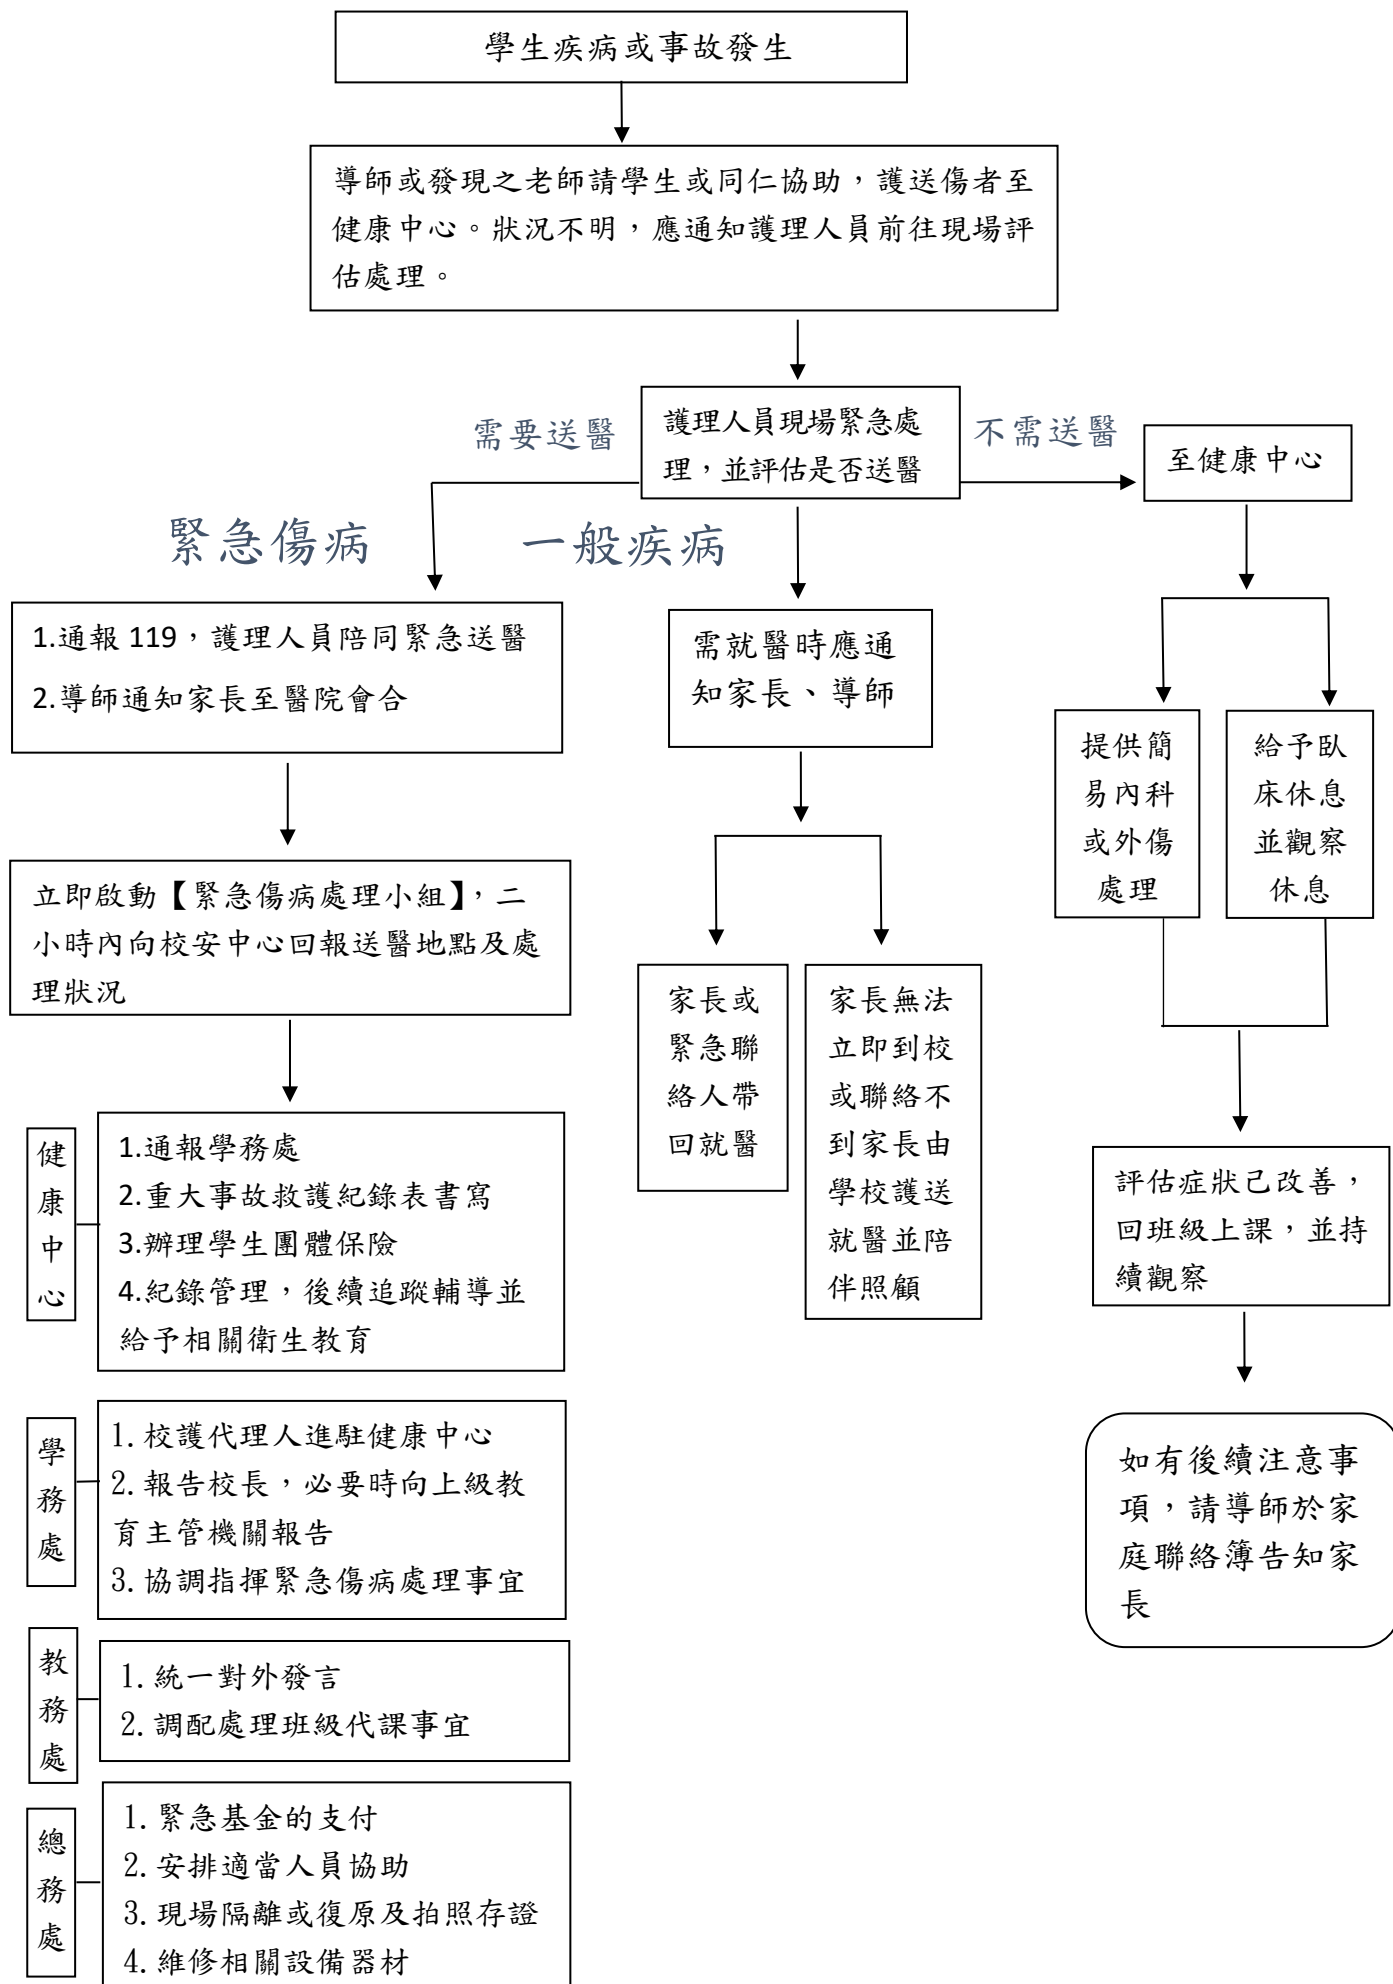 學生疾病或事故發生
導師或發現之老師請學生或同仁協助，護送傷者至
健康中心。狀況不明，應通知護理人員前往現場評
估處理。
需要送醫
護理人員現場緊急處
理，並評估是否送醫
不需送醫
至健康中心
緊急傷病
一般疾病
1.通報 119，護理人員陪同緊急送醫
2.導師通知家長至醫院會合
需就醫時應通
知家長、導師
提供簡
易內科
或外傷
處理
給予臥
床休息
並觀察
休息
立即啟動【緊急傷病處理小組】，二
小時內向校安中心回報送醫地點及處
理狀況
家長或
緊急聯
絡人帶
回就醫
家長無法
立即到校
或聯絡不
到家長由
學校護送
就醫並陪
伴照顧
評估症狀已改善，
回班級上課，並持
續觀察
如有後續注意事
項，請導師於家
庭聯絡簿告知家
長
健康中心
1.通報學務處
2.重大事故救護紀錄表書寫
3.辦理學生團體保險
4.紀錄管理，後續追蹤輔導並
給予相關衛生教育
學務處
1. 校護代理人進駐健康中心
2. 報告校長，必要時向上級教
育主管機關報告
3. 協調指揮緊急傷病處理事宜
教務處
1. 統一對外發言
2. 調配處理班級代課事宜
總務處
1. 緊急基金的支付
2. 安排適當人員協助
3. 現場隔離或復原及拍照存證
4. 維修相關設備器材